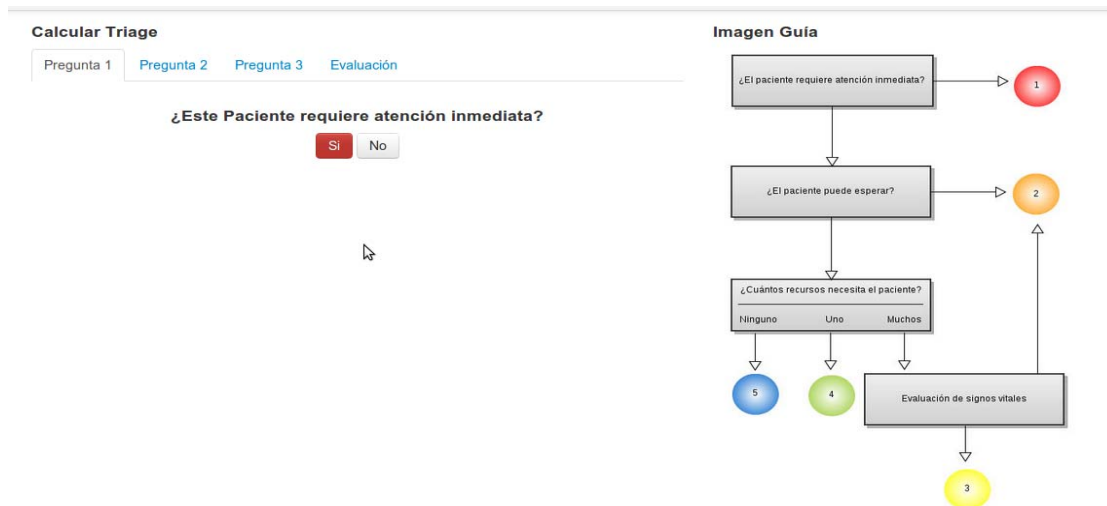 Calcular Triage
Pregunta 1 Pregunta 2 Pregunta 3 Evaluación
¿Este Paciente requiere atención inmediata?
Si No
Imagen Guía
¿El paciente requiere atención inmediata?
1
¿El paciente puede esperar?
2
¿Cuántos recursos necesita el paciente?
Ninguno Uno Muchos
5
4
Evaluación de signos vitales
3